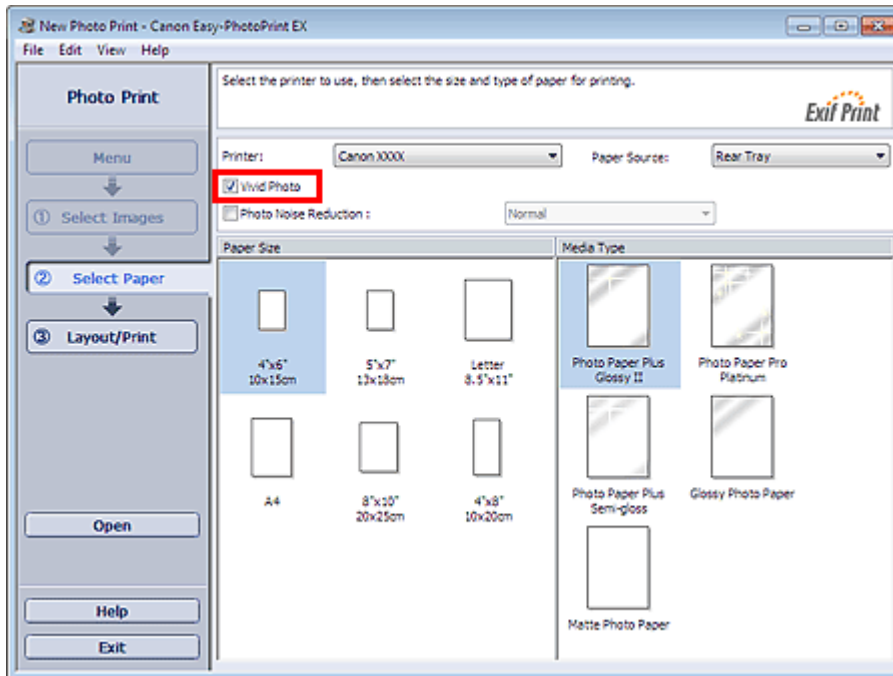 New Photo Print - Canon Easy-PhotoPrint EX
File Edit View Help
Photo Print
Menu
① Select Images
② Select Paper
③ Layout/Print
Open
Help
Exit
Select the printer to use, then select the size and type of paper for printing.
Exif Print
Printer: Canon XXXX Paper Source: Rear Tray
Vivid Photo
Photo Noise Reduction : Normal
Paper Size
4"x6"
10x15cm
5"x7"
13x18cm
Letter
8.5"x11"
A4
8"x10"
20x25cm
4"x8"
10x20cm
Media Type
Photo Paper Plus
Glossy II
Photo Paper Pro
Platinum
Photo Paper Plus
Semi-gloss
Glossy Photo Paper
Matte Photo Paper